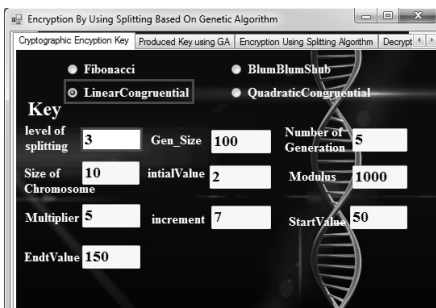 Encryption By Using Splitting Based On Genetic Algorithm
Cryptographic Encyption Key Produced Key using GA Encryption Using Splitting Algorithm Decrypt
Fibonacci BlumBlumShub
LinearCongruential QuadraticCongruential
Key
level of splitting 3 Gen_Size 100 Number of Generation 5
Size of Chromosome 10 intialValue 2 Modulus 1000
Multiplier 5 increment 7 StartValue 50
EndtValue 150